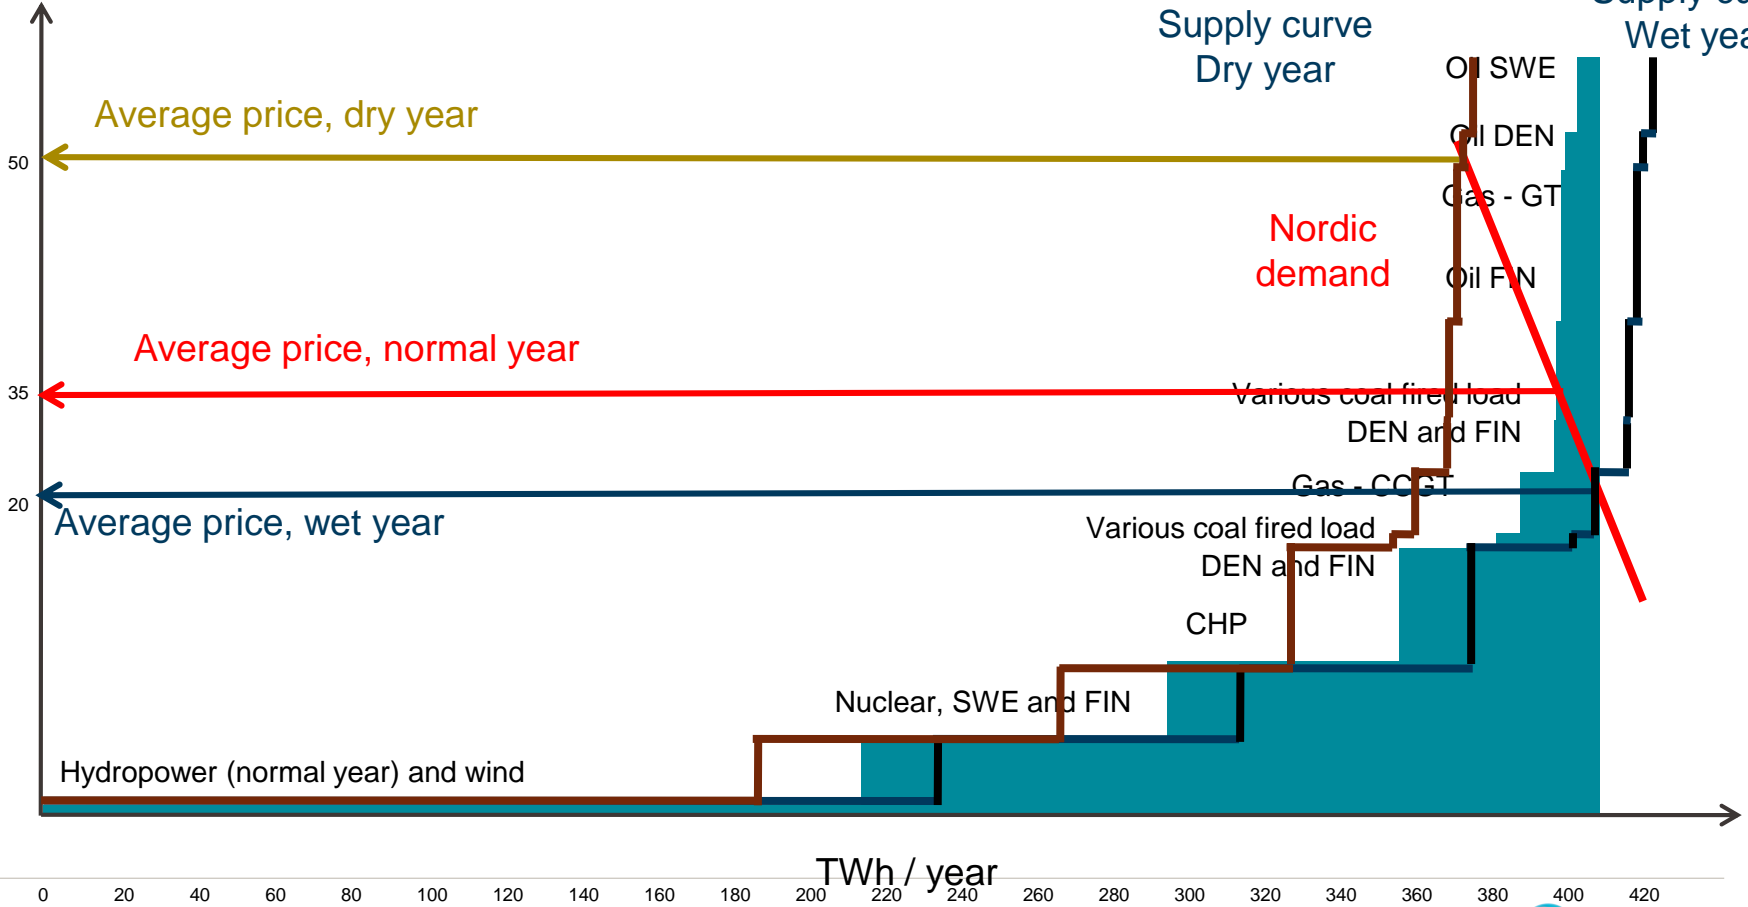 Supply curve
Dry year
Wet
Oil SWE
Average price, dry year
Oil DEN
50
Gas - GT
Nordic
demand
Oil FIN
Average price, normal year
35
Various coal fired load
DEN and FIN
Gas - CCGT
20
Average price, wet year
Various coal fired load
DEN and FIN
CHP
Nuclear, SWE and FIN
Hydropower (normal year) and wind
TWh / year
0 20 40 60 80 100 120 140 160 180 200 220 240 260 280 300 320 340 360 380 400 420